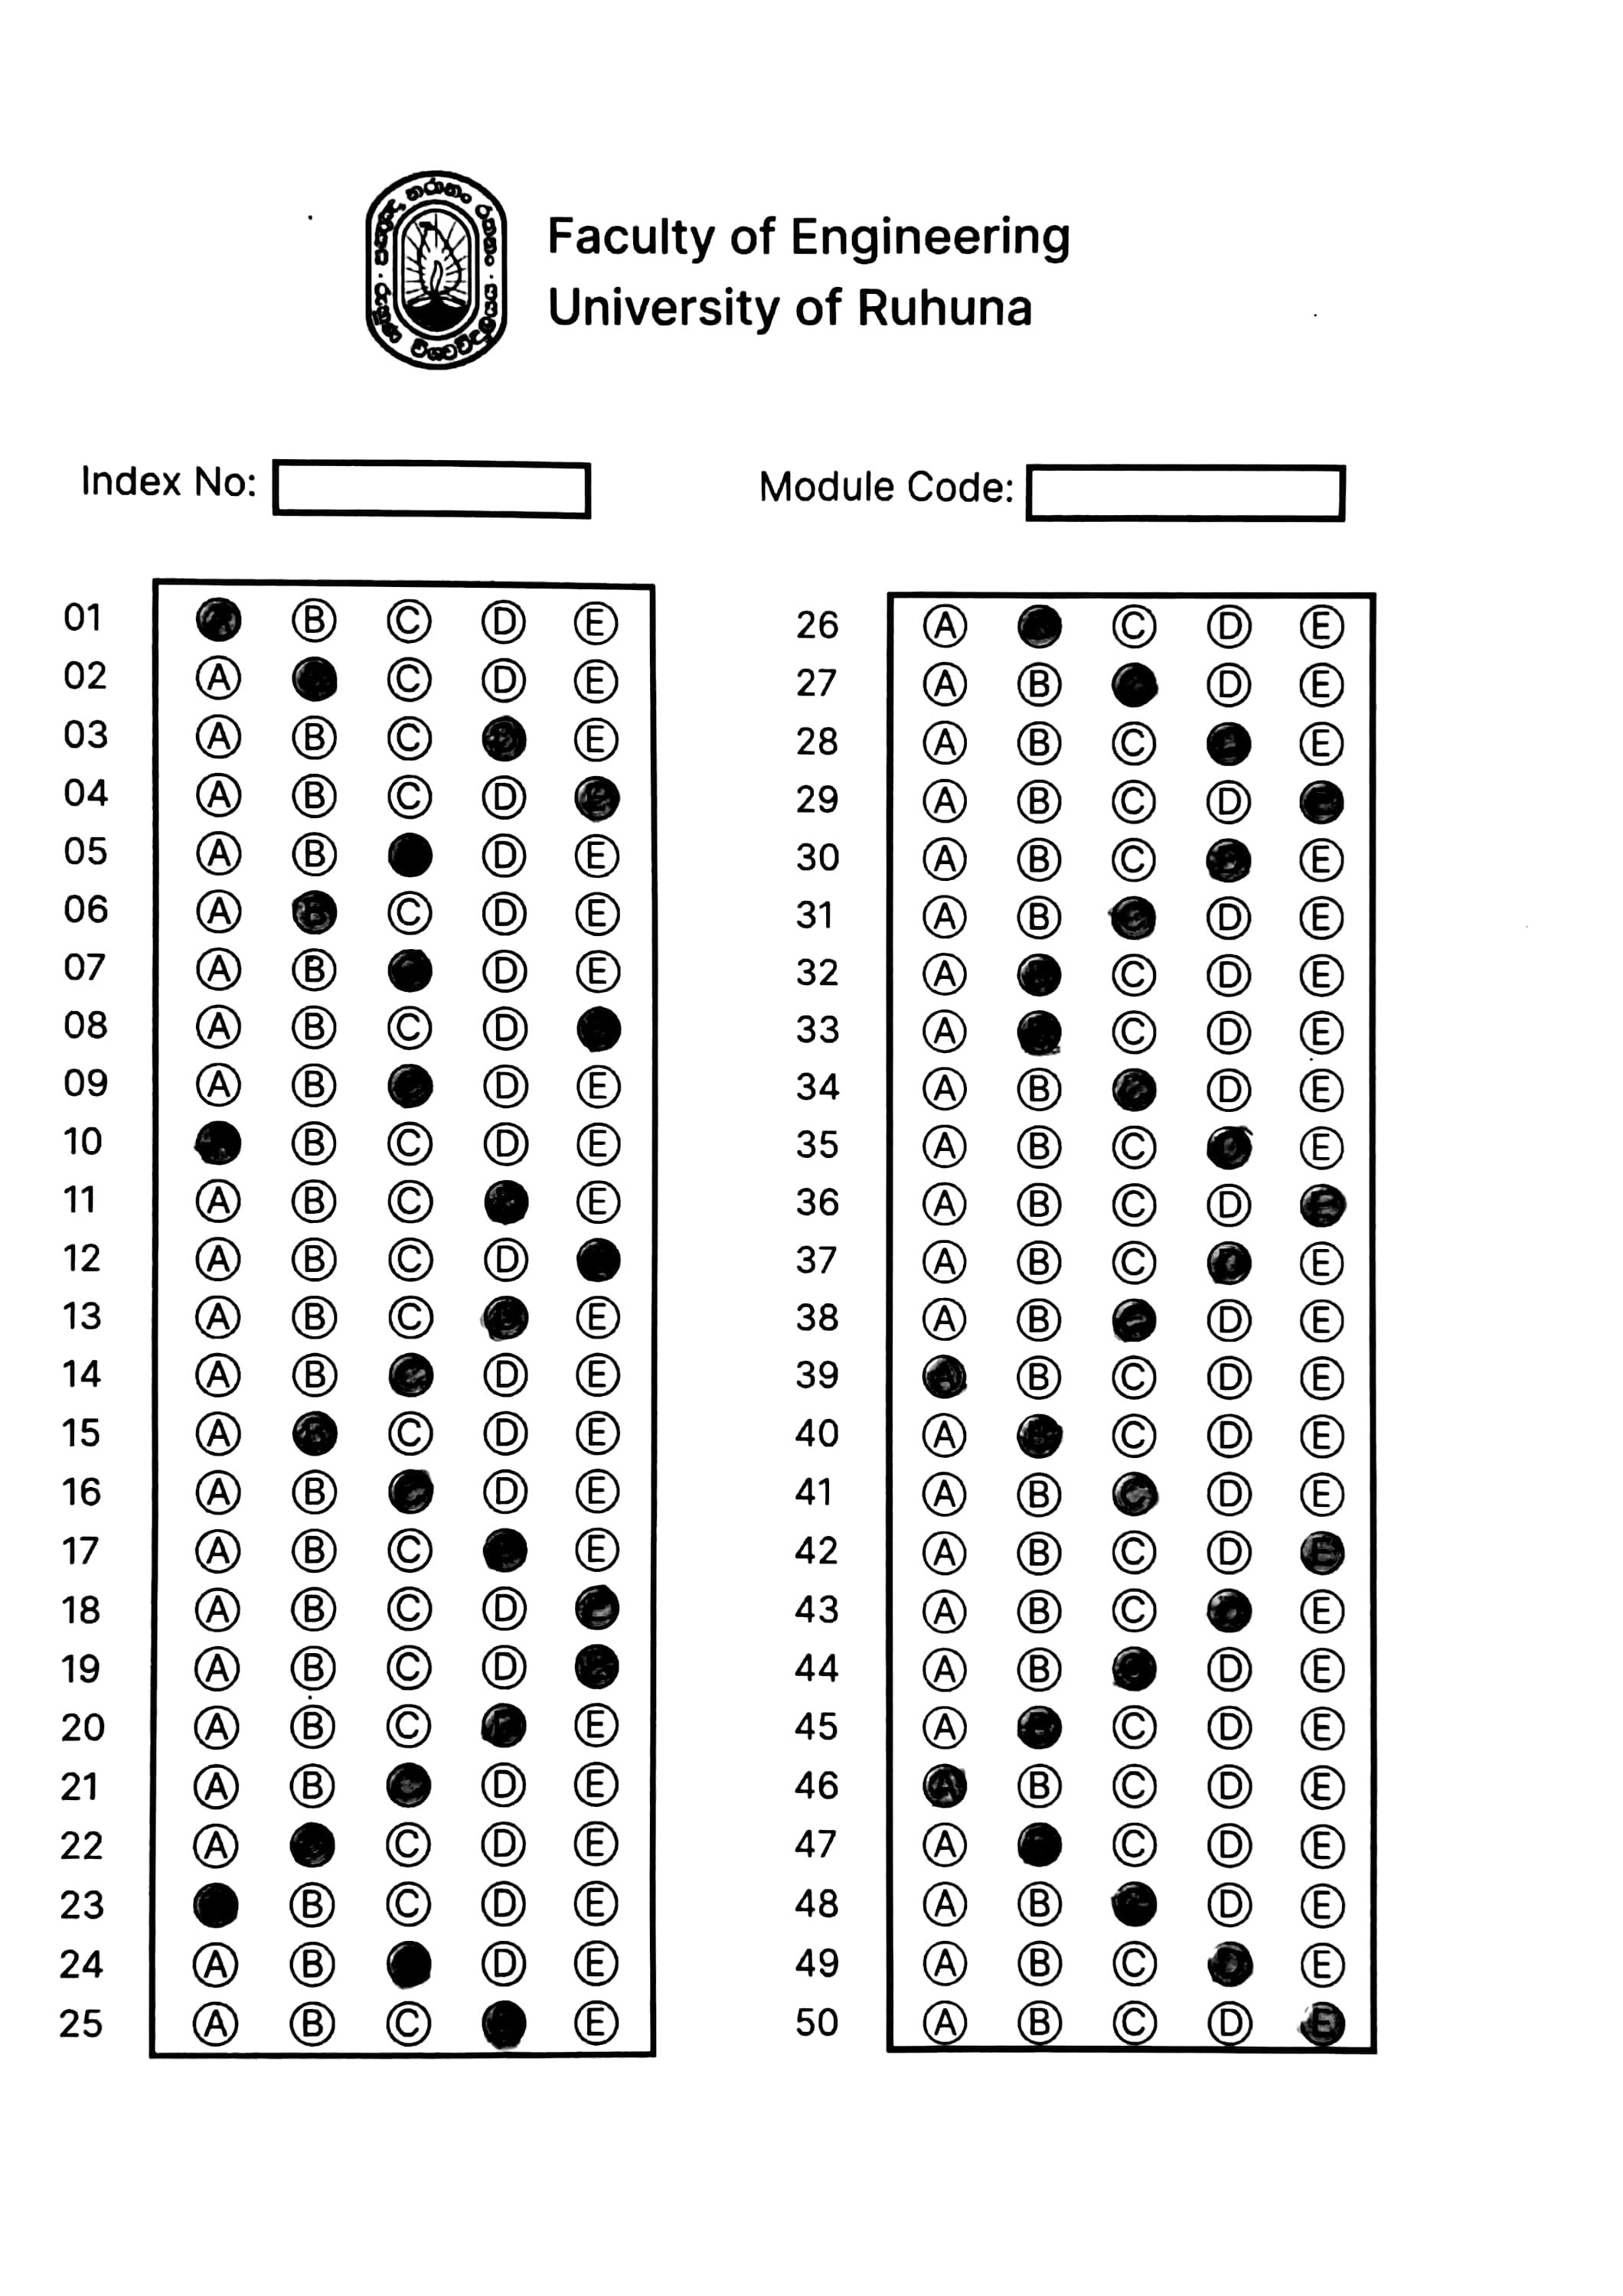 Faculty of Engineering
University of Ruhuna
Index No:
Module Code:
01 B C D E
02 A C D E
03 A B C E
04 A B C D E
05 A B D E
06 A B C D E
07 A B D E
08 A B C D
09 A B D E
10 B C D E
11 A B C E
12 A B C D
13 A B C E
14 A B D E
15 A B C D E
16 A B D E
17 A B C E
18 A B C D
19 A B C D
20 A B C E
21 A B D E
22 A C D E
23 B C D E
24 A B D E
25 A B C E
26 A C D E
27 A B D E
28 A B C E
29 A B C D
30 A B C E
31 A B D E
32 A C D E
33 A C D E
34 A B D E
35 A B C E
36 A B C D E
37 A B C E
38 A B D E
39 A B C D E
40 A C D E
41 A B C D E
42 A B C D E
43 A B C E
44 A B D E
45 A C D E
46 A B C D E
47 A C D E
48 A B D E
49 A B C E
50 A B C D E